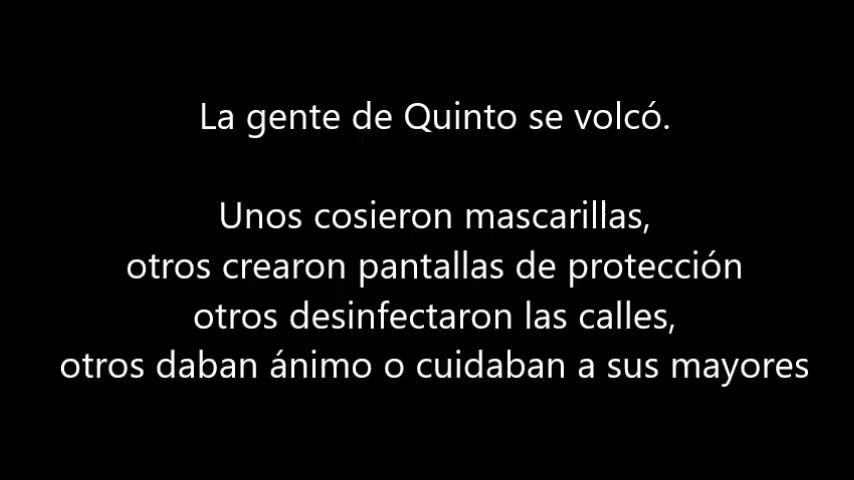 La gente de Quinto se volcó.
Unos cosieron mascarillas,
otros crearon pantallas de protección
otros desinfectaron las calles,
otros daban ánimo o cuidaban a sus mayores